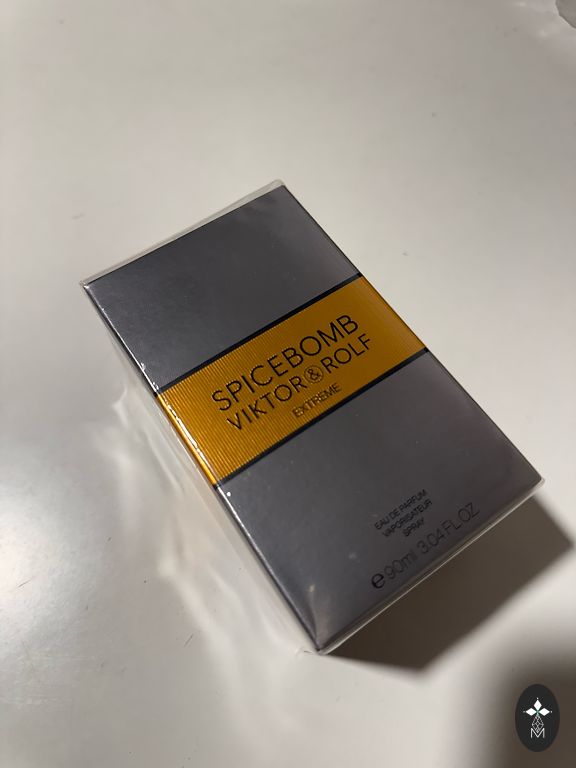 SPICEBOMB
VIKTOR & ROLF
EXTREME
EAU DE PARFUM
VAPORISATEUR
SPRAY
℮ 90ml 3.04 FL.OZ